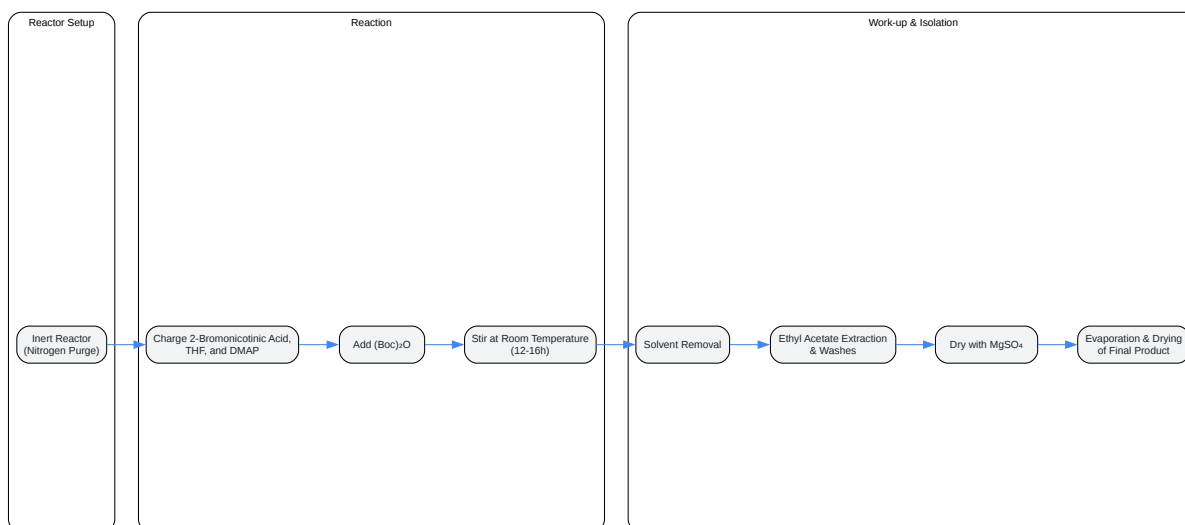 Reactor Setup
Reaction
Work-up & Isolation
Inert Reactor
(Nitrogen Purge)
Charge 2-Bromonicotinic Acid,
THF, and DMAP
Add (Boc)₂O
Stir at Room Temperature
(12-16h)
Solvent Removal
Ethyl Acetate Extraction
& Washes
Dry with MgSO₄
Evaporation & Drying
of Final Product